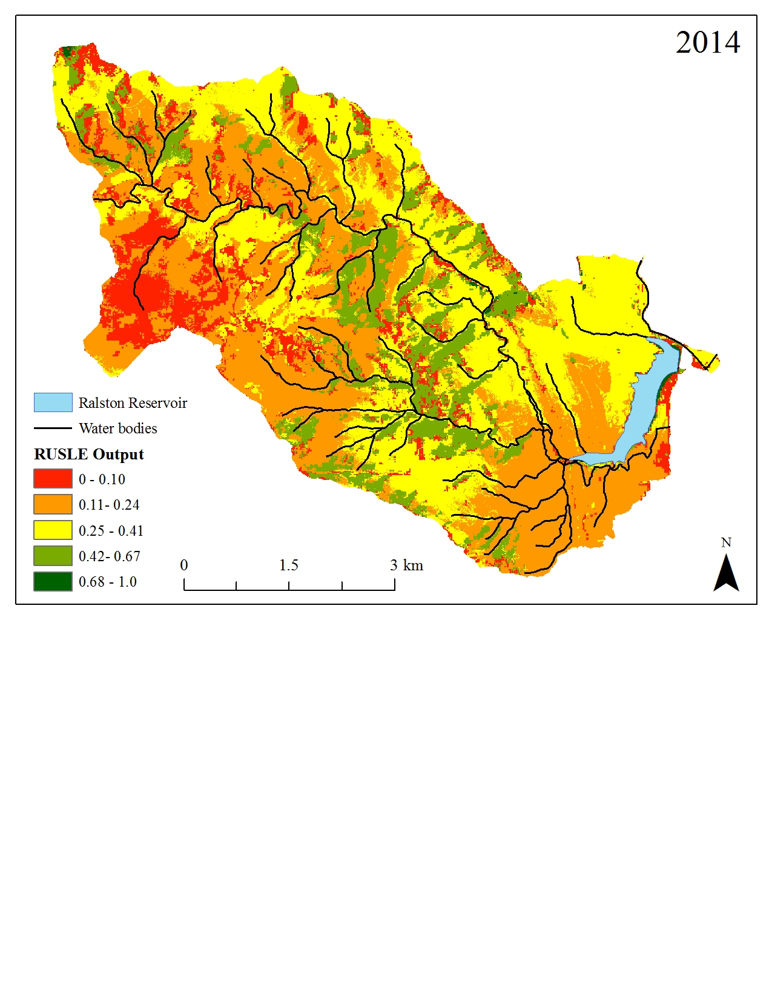 2014
Ralston Reservoir
Water bodies
RUSLE Output
0 - 0.10
0.11- 0.24
0.25 - 0.41
0.42- 0.67
0.68 - 1.0
0 1.5 3 km
N